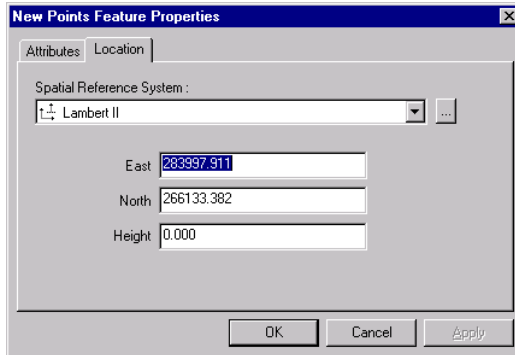 New Points Feature Properties
Attributes Location
Spatial Reference System :
Lambert II
...
East 283997.911
North 266133.382
Height 0.000
OK Cancel Apply